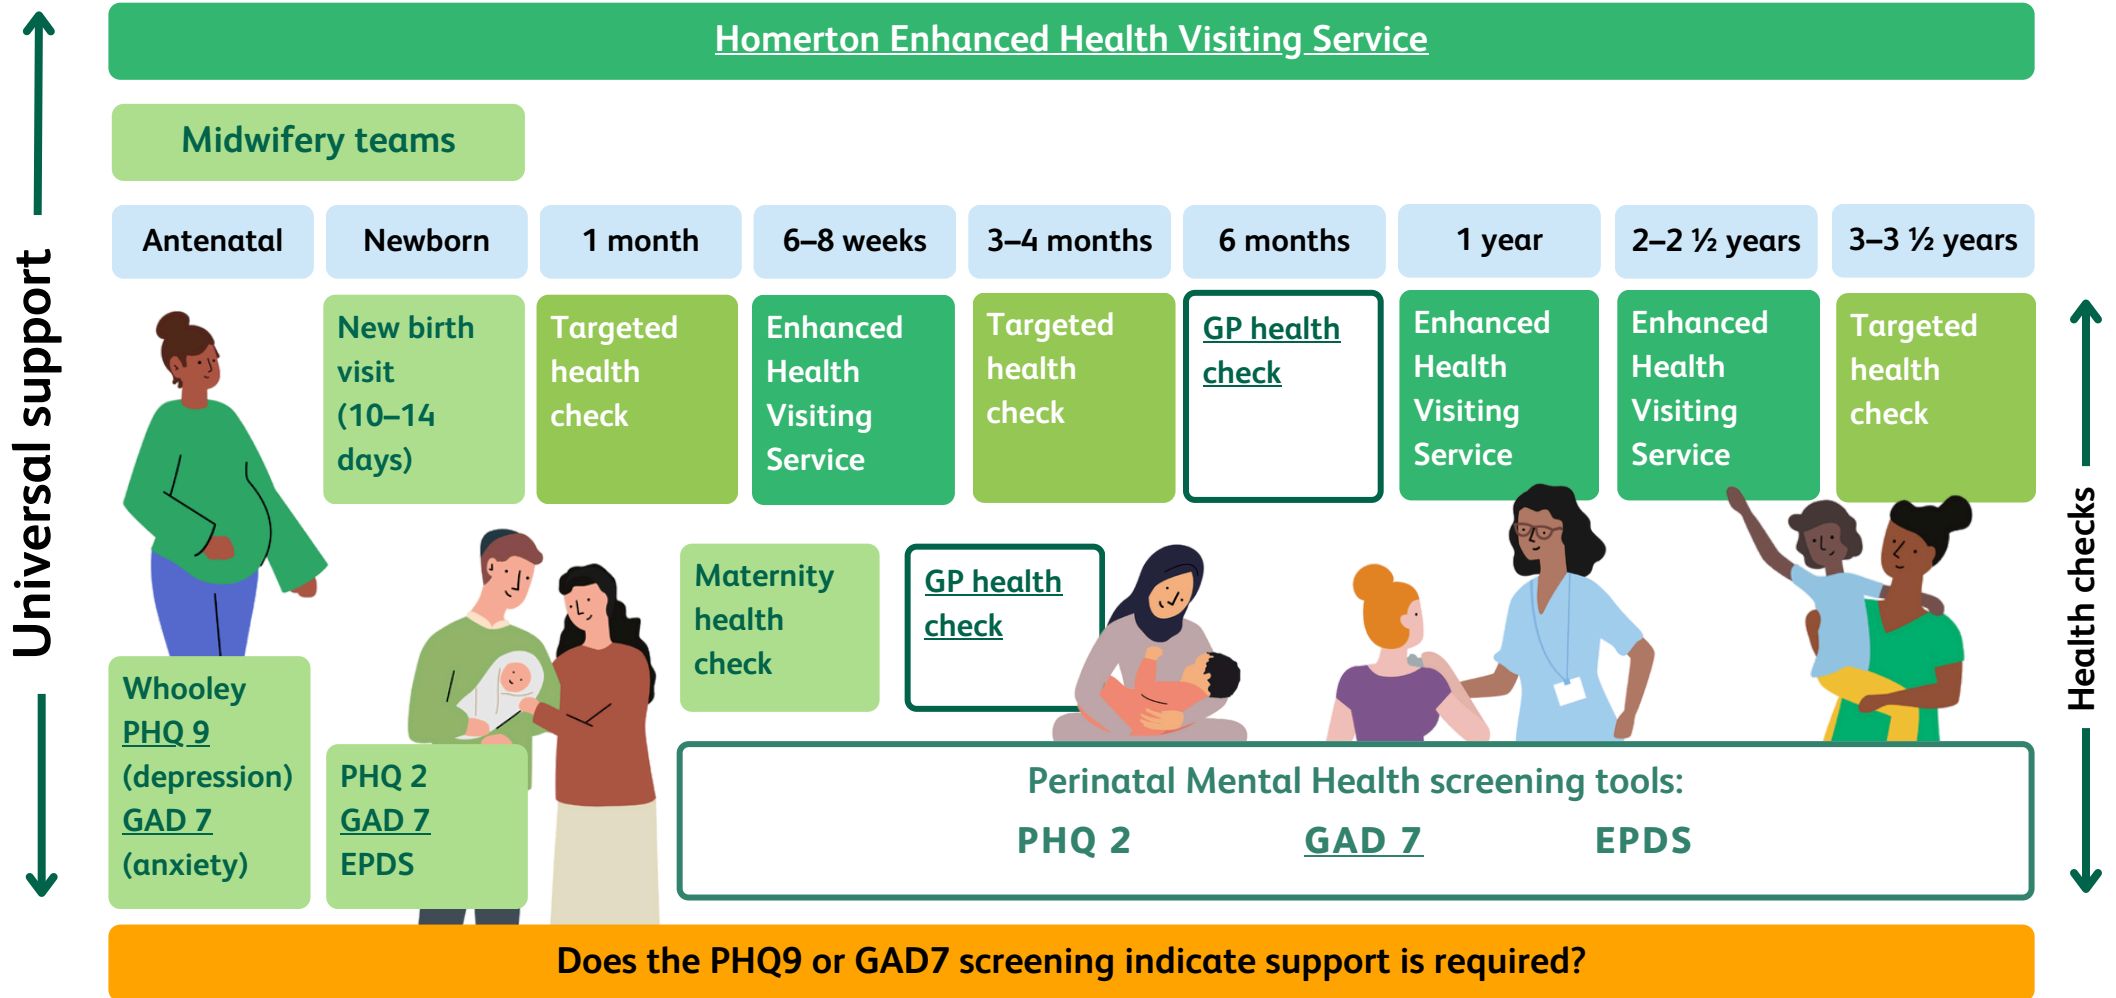 Homerton Enhanced Health Visiting Service
Midwifery teams
Universal support
Antenatal
Newborn
1 month
6–8 weeks
3–4 months
6 months
1 year
2–2 ½ years
3–3 ½ years
New birth
visit
(10–14
days)
Targeted
health
check
Enhanced
Health
Visiting
Service
Targeted
health
check
GP health
check
Enhanced
Health
Visiting
Service
Enhanced
Health
Visiting
Service
Targeted
health
check
Health checks
Maternity
health
check
GP health
check
Whooley
PHQ 9
(depression)
GAD 7
(anxiety)
PHQ 2
GAD 7
EPDS
Perinatal Mental Health screening tools:
PHQ 2
GAD 7
EPDS
Does the PHQ9 or GAD7 screening indicate support is required?